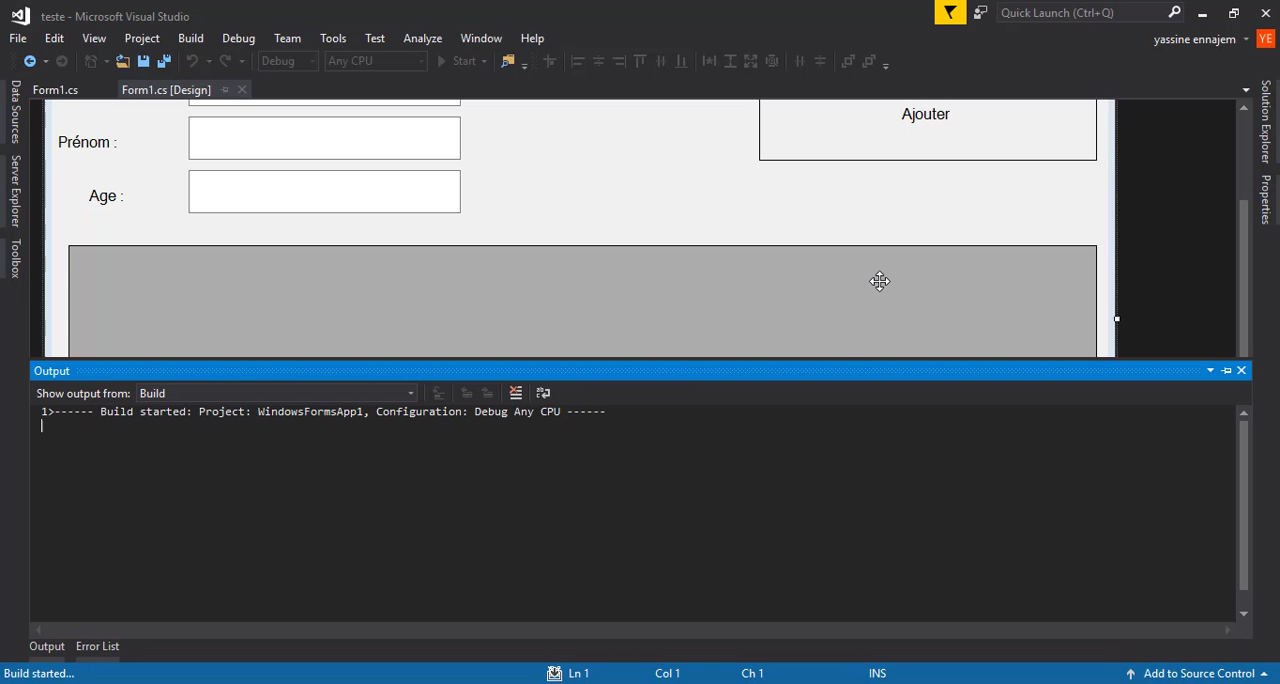 teste - Microsoft Visual Studio
Quick Launch (Ctrl+Q)
File Edit View Project Build Debug Team Tools Test Analyze Window Help
yassine ennajem YE
Debug Any CPU Start
Form1.cs Form1.cs [Design]
Data Sources
Server Explorer
Toolbox
Solution Explorer
Properties
Ajouter
Prénom :
Age :
Output
Show output from: Build
1>------ Build started: Project: WindowsFormsApp1, Configuration: Debug Any CPU ------
Output Error List
Build started... Ln 1 Col 1 Ch 1 INS Add to Source Control